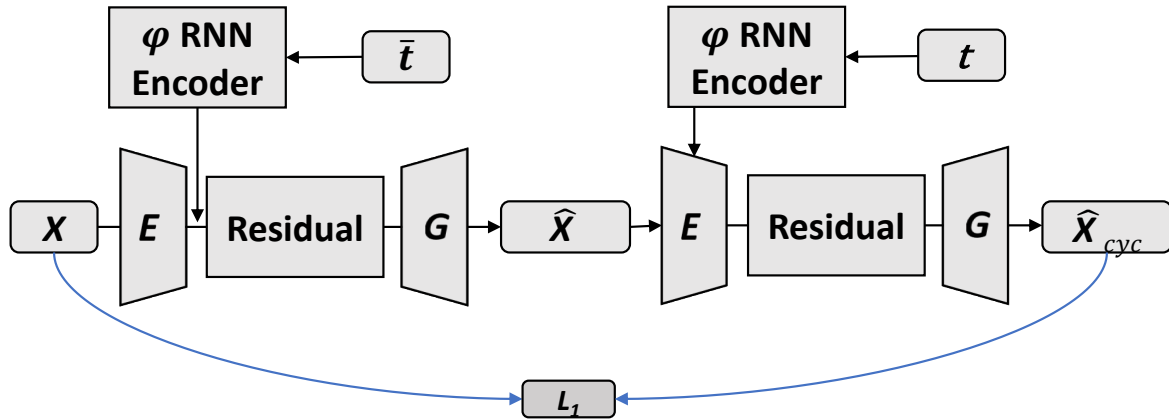 φ RNN
Encoder
t̄
φ RNN
Encoder
t
X
E
Residual
G
X̂
E
Residual
G
X̂ cyc
L₁